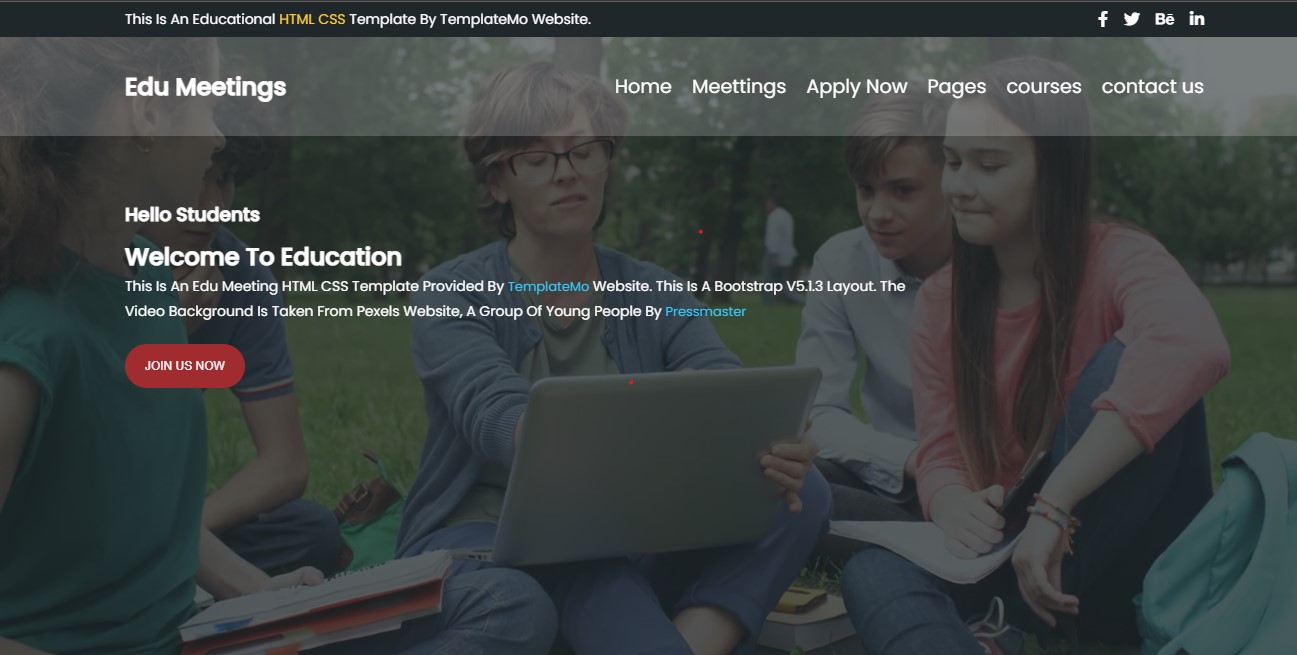 This Is An Educational HTML CSS Template By TemplateMo Website.
Bē
in
Edu Meetings
Home Meettings Apply Now Pages courses contact us
Hello Students
Welcome To Education
This Is An Edu Meeting HTML CSS Template Provided By TemplateMo Website. This Is A Bootstrap V5.1.3 Layout. The
Video Background Is Taken From Pexels Website, A Group Of Young People By Pressmaster
JOIN US NOW